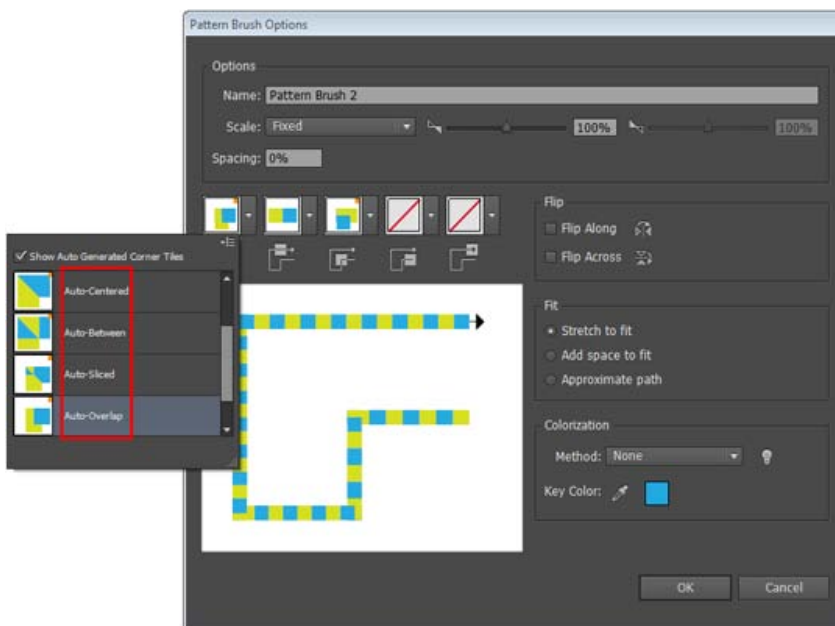 Pattern Brush Options
Options
Name: Pattern Brush 2
Scale: Fixed 100% 100%
Spacing: 0%
Show Auto Generated Corner Tiles
Auto-Centered
Auto-Between
Auto-Sliced
Auto-Overlap
Flip
Flip Along
Flip Across
Fit
Stretch to fit
Add space to fit
Approximate path
Colorization
Method: None
Key Color:
OK Cancel